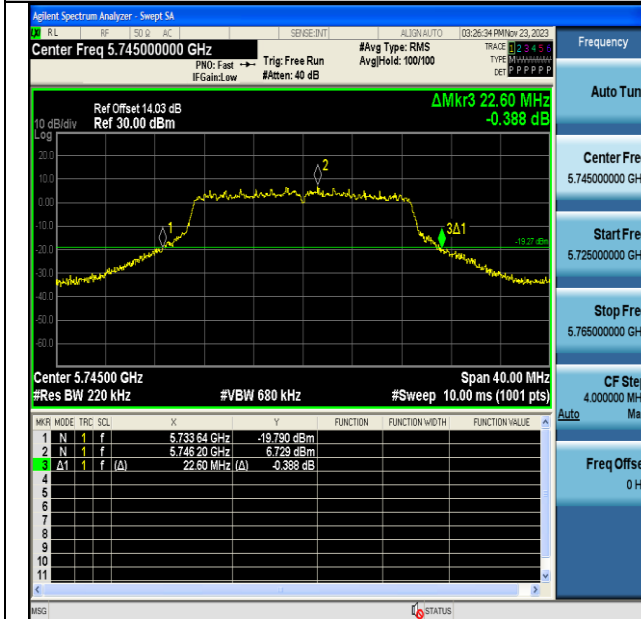 Agilent Spectrum Analyzer - Swept SA
RL RF 50 Ω AC SENSE:INT ALIGN AUTO 03:26:34 PM Nov 23, 2023
Center Freq 5.745000000 GHz
PNO: Fast
IFGain:Low
Trig: Free Run
#Atten: 40 dB
#Avg Type: RMS
Avg|Hold: 100/100
TRACE 1 2 3 4 5 6
TYPE M
DET P P P P P P
Frequency
Auto Tun
Center Fre
5.745000000 GH
Start Fre
5.725000000 GH
Stop Fre
5.765000000 GH
CF Ste
4.000000 MH
Auto Ma
Freq Offse
0 H
ΔMkr3 22.60 MHz
-0.388 dB
Ref Offset 14.03 dB
10 dB/div Ref 30.00 dBm
Log
20.0
10.0
0.00
-10.0
-20.0
-30.0
-40.0
-50.0
-60.0
1
2
3Δ1
-19.27 dBm
Center 5.74500 GHz Span 40.00 MHz
#Res BW 220 kHz #VBW 680 kHz #Sweep 10.00 ms (1001 pts)
MKR MODE TRC SCL X Y FUNCTION FUNCTION WIDTH FUNCTION VALUE
1 N 1 f 5.733 64 GHz -19.790 dBm
2 N 1 f 5.746 20 GHz 6.729 dBm
3 Δ1 1 f (Δ) 22.60 MHz (Δ) -0.388 dB
4
5
6
7
8
9
10
11
MSG STATUS